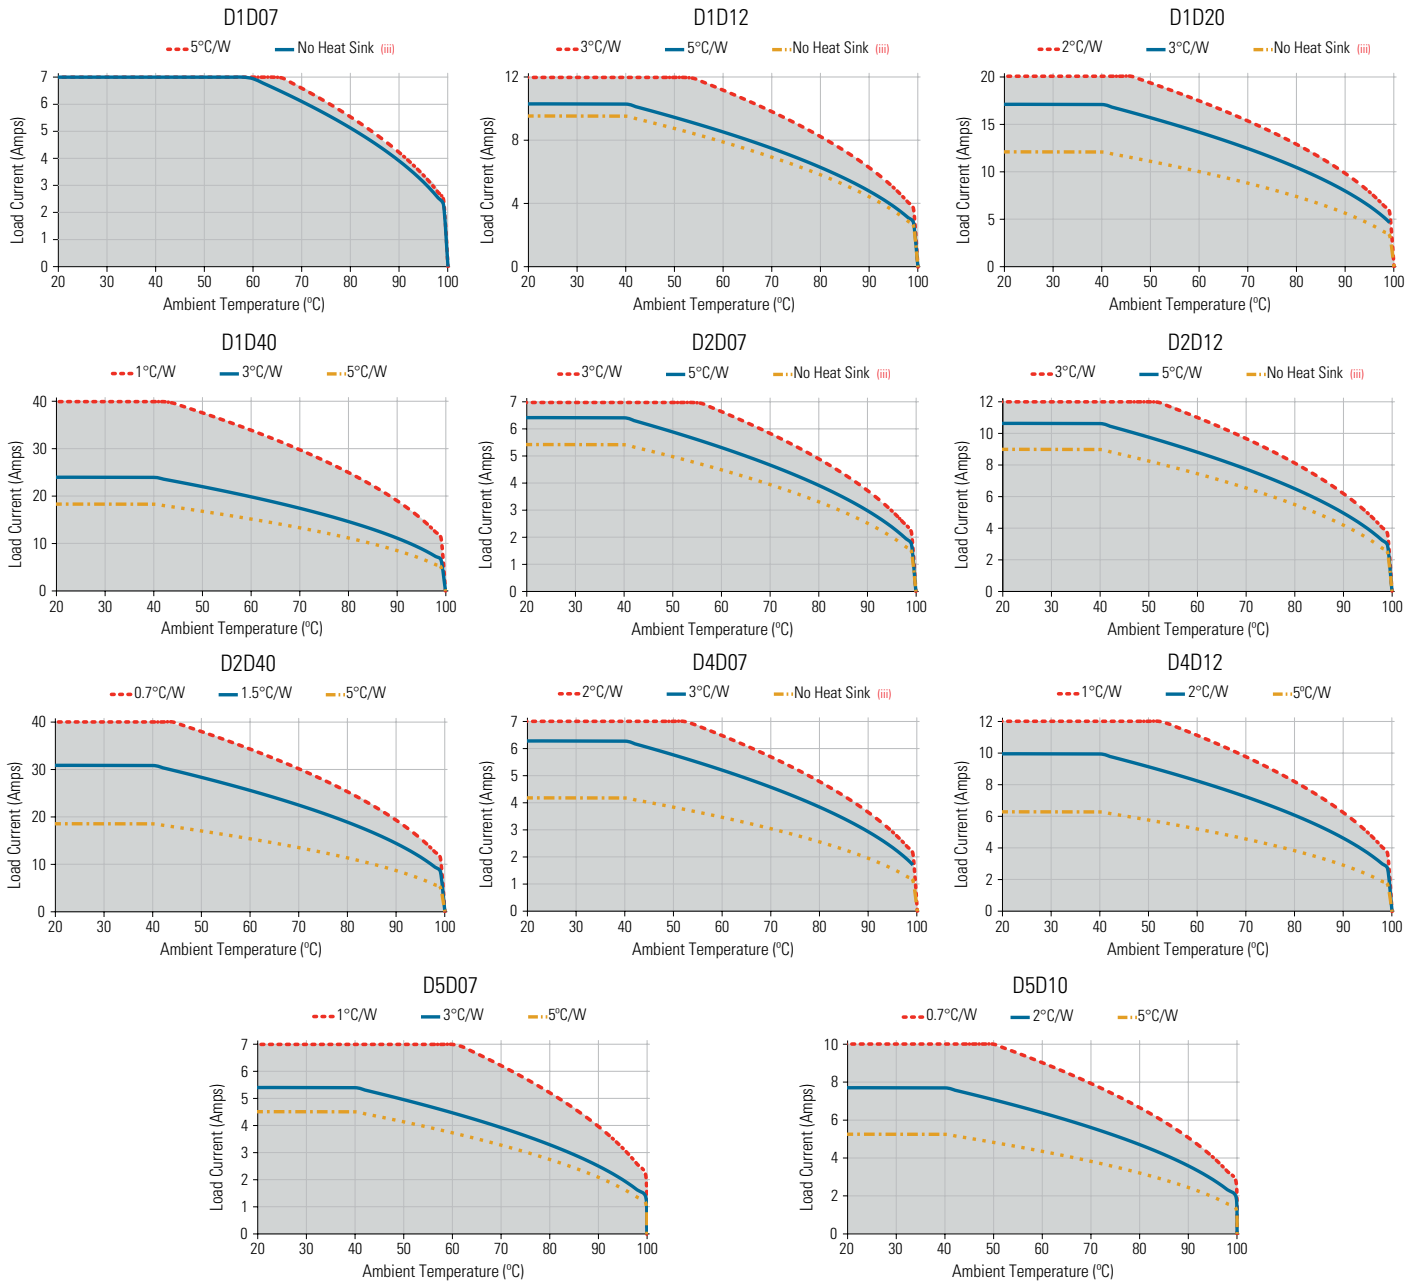 D1D07
5°C/W No Heat Sink (iii)
Load Current (Amps)
7
6
5
4
3
2
1
0
20 30 40 50 60 70 80 90 100
Ambient Temperature (ºC)
D1D12
3°C/W 5°C/W No Heat Sink (iii)
Load Current (Amps)
12
8
4
0
20 30 40 50 60 70 80 90 100
Ambient Temperature (ºC)
D1D20
2°C/W 3°C/W No Heat Sink (iii)
Load Current (Amps)
20
15
10
5
0
20 30 40 50 60 70 80 90 100
Ambient Temperature (ºC)
D1D40
1°C/W 3°C/W 5°C/W
Load Current (Amps)
40
30
20
10
0
20 30 40 50 60 70 80 90 100
Ambient Temperature (ºC)
D2D07
3°C/W 5°C/W No Heat Sink (iii)
Load Current (Amps)
7
6
5
4
3
2
1
0
20 30 40 50 60 70 80 90 100
Ambient Temperature (ºC)
D2D12
3°C/W 5°C/W No Heat Sink (iii)
Load Current (Amps)
12
10
8
6
4
2
0
20 30 40 50 60 70 80 90 100
Ambient Temperature (ºC)
D2D40
0.7°C/W 1.5°C/W 5°C/W
Load Current (Amps)
40
30
20
10
0
20 30 40 50 60 70 80 90 100
Ambient Temperature (ºC)
D4D07
2°C/W 3°C/W No Heat Sink (iii)
Load Current (Amps)
7
6
5
4
3
2
1
0
20 30 40 50 60 70 80 90 100
Ambient Temperature (ºC)
D4D12
1°C/W 2°C/W 5ºC/W
Load Current (Amps)
12
10
8
6
4
2
0
20 30 40 50 60 70 80 90 100
Ambient Temperature (ºC)
D5D07
1°C/W 3°C/W 5ºC/W
Load Current (Amps)
7
6
5
4
3
2
1
0
20 30 40 50 60 70 80 90 100
Ambient Temperature (ºC)
D5D10
0.7°C/W 2°C/W 5°C/W
Load Current (Amps)
10
8
6
4
2
0
20 30 40 50 60 70 80 90 100
Ambient Temperature (ºC)